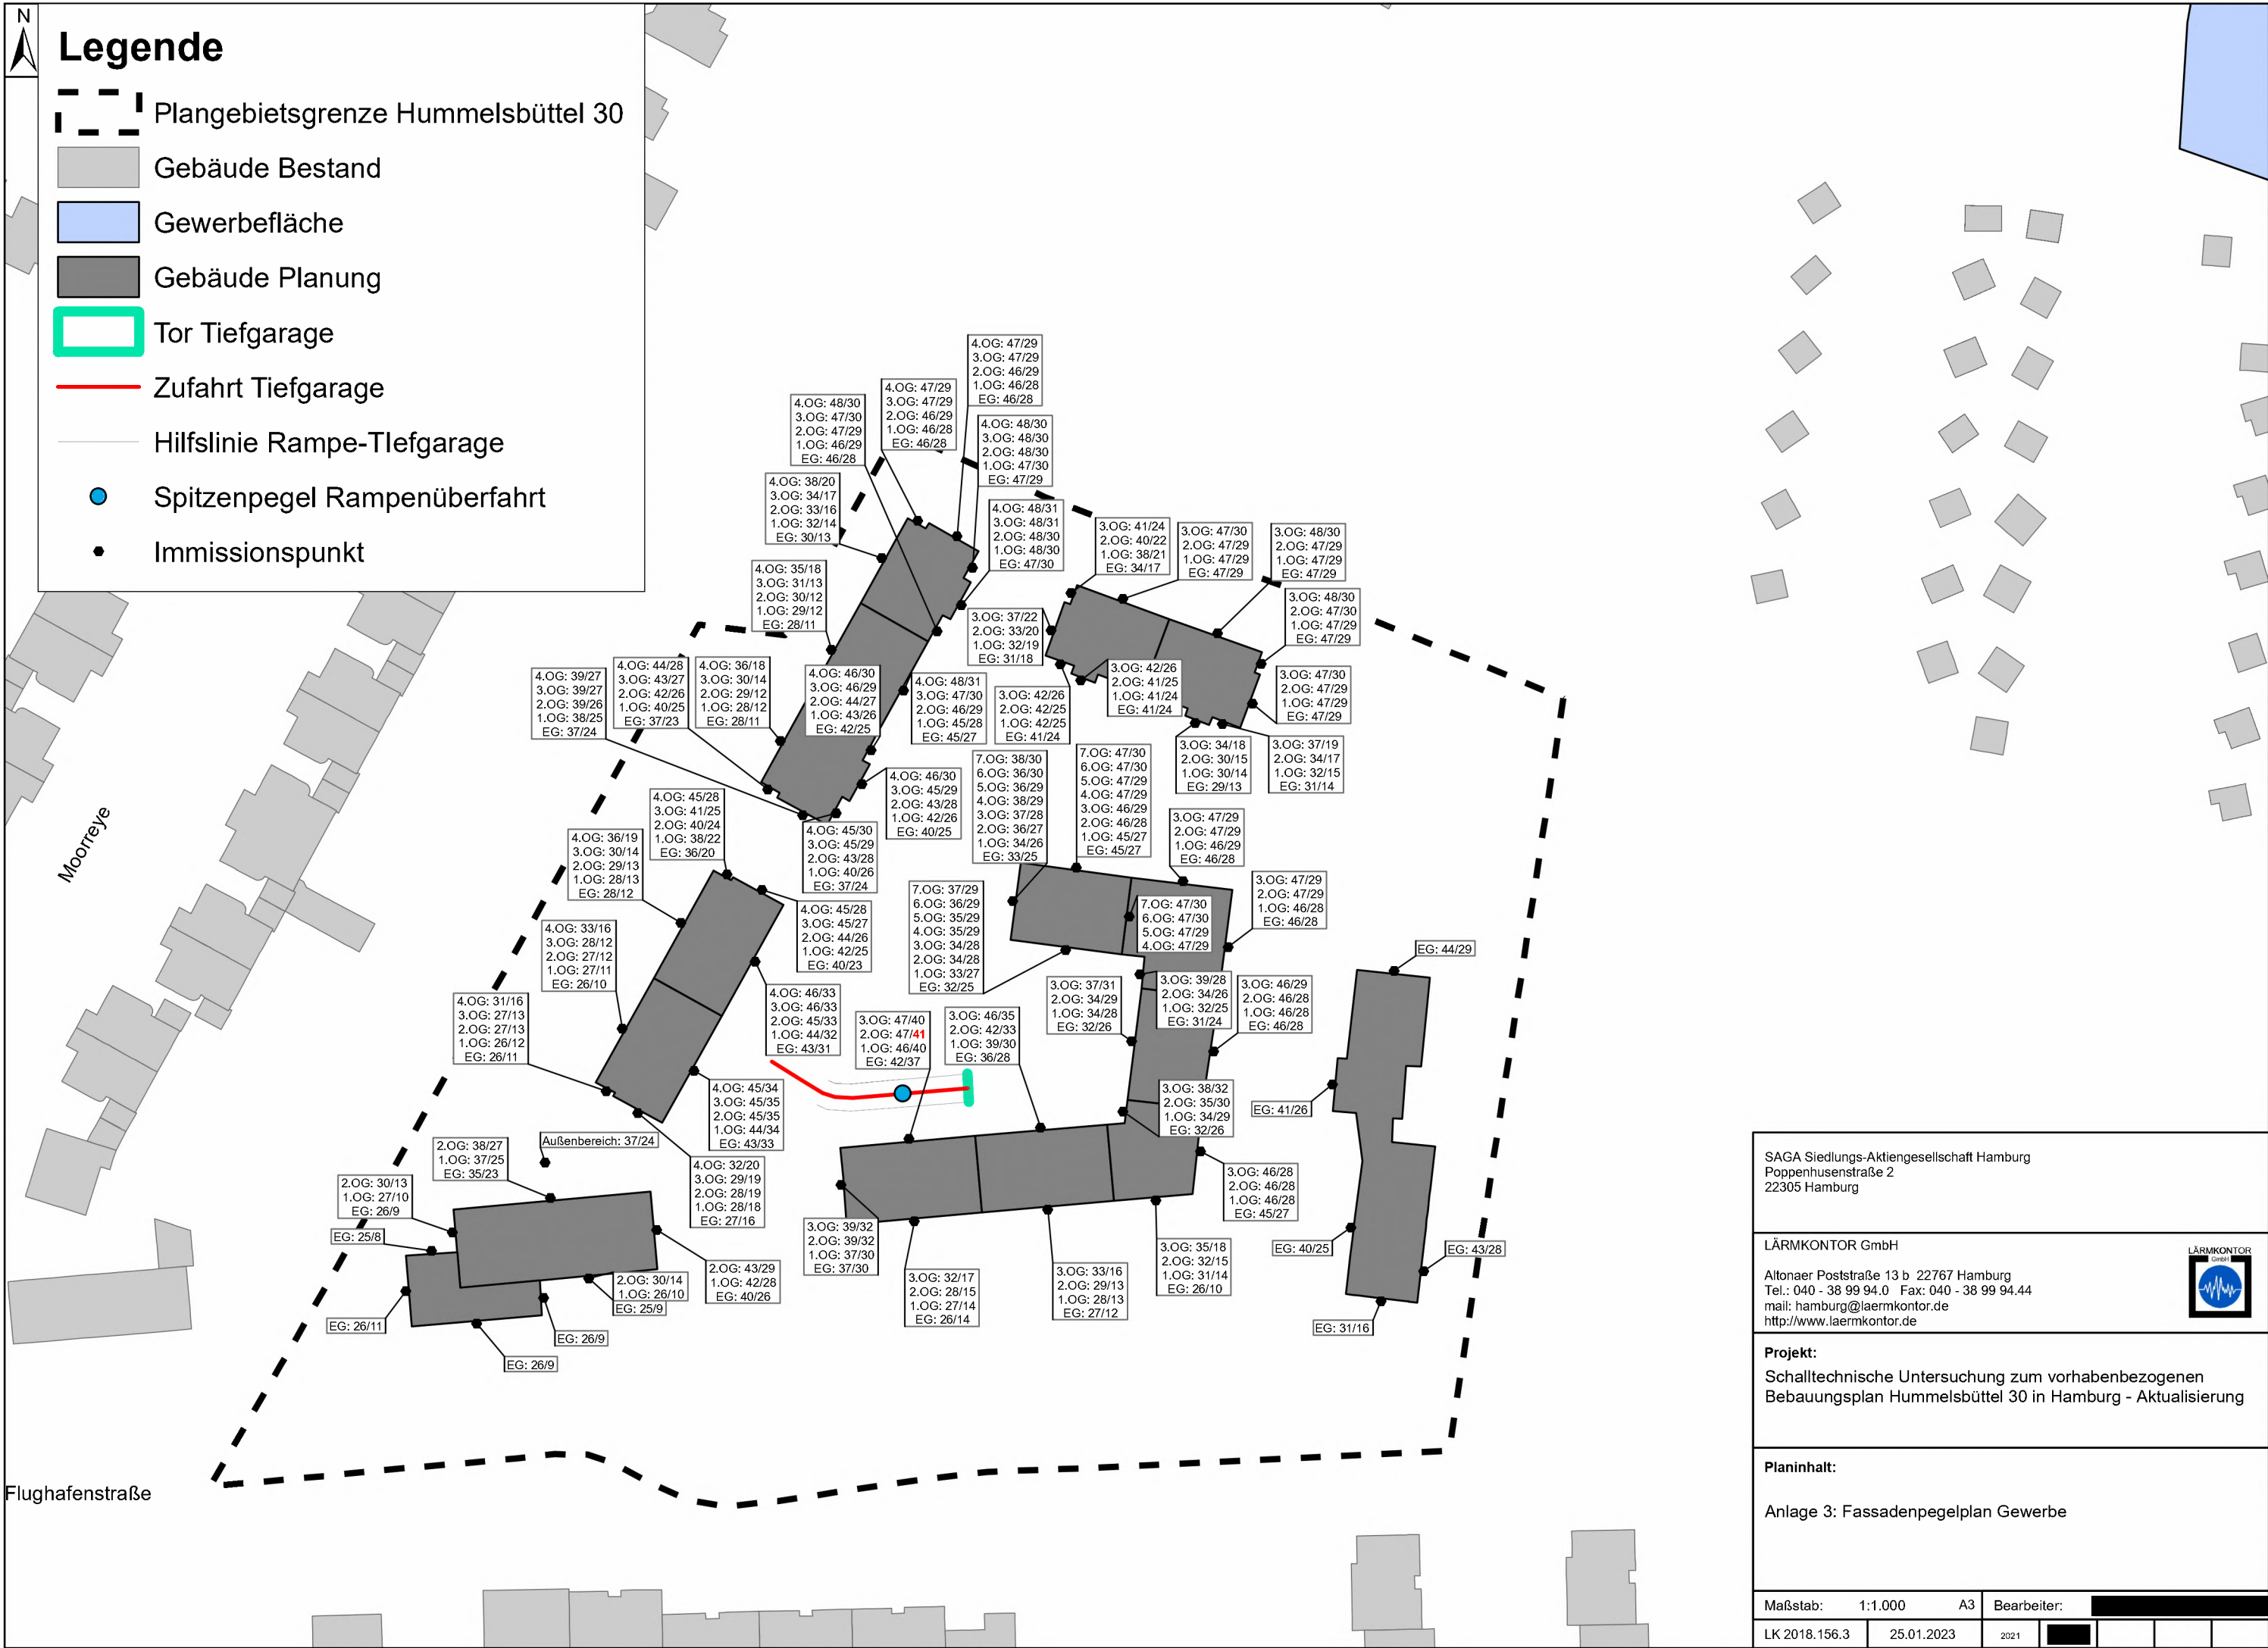 N
Legende
Plangebietsgrenze Hummelsbüttel 30
Gebäude Bestand
Gewerbefläche
Gebäude Planung
Tor Tiefgarage
Zufahrt Tiefgarage
Hilfslinie Rampe-TIefgarage
Spitzenpegel Rampenüberfahrt
Immissionspunkt
4.OG: 47/29
3.OG: 47/29
2.OG: 46/29
1.OG: 46/28
EG: 46/28
4.OG: 47/29
3.OG: 47/29
2.OG: 46/29
1.OG: 46/28
EG: 46/28
4.OG: 48/30
3.OG: 47/30
2.OG: 47/29
1.OG: 46/29
EG: 46/28
4.OG: 48/30
3.OG: 48/30
2.OG: 48/30
1.OG: 47/30
EG: 47/29
4.OG: 38/20
3.OG: 34/17
2.OG: 33/16
1.OG: 32/14
EG: 30/13
4.OG: 48/31
3.OG: 48/31
2.OG: 48/30
1.OG: 48/30
EG: 47/30
3.OG: 41/24
2.OG: 40/22
1.OG: 38/21
EG: 34/17
3.OG: 47/30
2.OG: 47/29
1.OG: 47/29
EG: 47/29
3.OG: 48/30
2.OG: 47/29
1.OG: 47/29
EG: 47/29
4.OG: 35/18
3.OG: 31/13
2.OG: 30/12
1.OG: 29/12
EG: 28/11
3.OG: 48/30
2.OG: 47/30
1.OG: 47/29
EG: 47/29
3.OG: 37/22
2.OG: 33/20
1.OG: 32/19
EG: 31/18
4.OG: 39/27
3.OG: 39/27
2.OG: 39/26
1.OG: 38/25
EG: 37/24
4.OG: 44/28
3.OG: 43/27
2.OG: 42/26
1.OG: 40/25
EG: 37/23
4.OG: 36/18
3.OG: 30/14
2.OG: 29/12
1.OG: 28/12
EG: 28/11
4.OG: 46/30
3.OG: 46/29
2.OG: 44/27
1.OG: 43/26
EG: 42/25
4.OG: 48/31
3.OG: 47/30
2.OG: 46/29
1.OG: 45/28
EG: 45/27
3.OG: 42/26
2.OG: 42/25
1.OG: 42/25
EG: 41/24
3.OG: 42/26
2.OG: 41/25
1.OG: 41/24
EG: 41/24
3.OG: 47/30
2.OG: 47/29
1.OG: 47/29
EG: 47/29
3.OG: 34/18
2.OG: 30/15
1.OG: 30/14
EG: 29/13
3.OG: 37/19
2.OG: 34/17
1.OG: 32/15
EG: 31/14
7.OG: 38/30
6.OG: 36/30
5.OG: 36/29
4.OG: 38/29
3.OG: 37/28
2.OG: 36/27
1.OG: 34/26
EG: 33/25
7.OG: 47/30
6.OG: 47/30
5.OG: 47/29
4.OG: 47/29
3.OG: 46/29
2.OG: 46/28
1.OG: 45/27
EG: 45/27
4.OG: 46/30
3.OG: 45/29
2.OG: 43/28
1.OG: 42/26
EG: 40/25
4.OG: 45/28
3.OG: 41/25
2.OG: 40/24
1.OG: 38/22
EG: 36/20
3.OG: 47/29
2.OG: 47/29
1.OG: 46/29
EG: 46/28
4.OG: 36/19
3.OG: 30/14
2.OG: 29/13
1.OG: 28/13
EG: 28/12
4.OG: 45/30
3.OG: 45/29
2.OG: 43/28
1.OG: 40/26
EG: 37/24
7.OG: 37/29
6.OG: 36/29
5.OG: 35/29
4.OG: 35/29
3.OG: 34/28
2.OG: 34/28
1.OG: 33/27
EG: 32/25
7.OG: 47/30
6.OG: 47/30
5.OG: 47/29
4.OG: 47/29
3.OG: 47/29
2.OG: 47/29
1.OG: 46/28
EG: 46/28
4.OG: 45/28
3.OG: 45/27
2.OG: 44/26
1.OG: 42/25
EG: 40/23
4.OG: 33/16
3.OG: 28/12
2.OG: 27/12
1.OG: 27/11
EG: 26/10
EG: 44/29
3.OG: 37/31
2.OG: 34/29
1.OG: 34/28
EG: 32/26
3.OG: 39/28
2.OG: 34/26
1.OG: 32/25
EG: 31/24
3.OG: 46/29
2.OG: 46/28
1.OG: 46/28
EG: 46/28
4.OG: 31/16
3.OG: 27/13
2.OG: 27/13
1.OG: 26/12
EG: 26/11
4.OG: 46/33
3.OG: 46/33
2.OG: 45/33
1.OG: 44/32
EG: 43/31
3.OG: 47/40
2.OG: 47/41
1.OG: 46/40
EG: 42/37
3.OG: 46/35
2.OG: 42/33
1.OG: 39/30
EG: 36/28
4.OG: 45/34
3.OG: 45/35
2.OG: 45/35
1.OG: 44/34
EG: 43/33
3.OG: 38/32
2.OG: 35/30
1.OG: 34/29
EG: 32/26
EG: 41/26
Außenbereich: 37/24
2.OG: 38/27
1.OG: 37/25
EG: 35/23
4.OG: 32/20
3.OG: 29/19
2.OG: 28/19
1.OG: 28/18
EG: 27/16
3.OG: 46/28
2.OG: 46/28
1.OG: 46/28
EG: 45/27
2.OG: 30/13
1.OG: 27/10
EG: 26/9
EG: 25/8
3.OG: 39/32
2.OG: 39/32
1.OG: 37/30
EG: 37/30
3.OG: 35/18
2.OG: 32/15
1.OG: 31/14
EG: 26/10
EG: 40/25
EG: 43/28
2.OG: 30/14
1.OG: 26/10
EG: 25/9
2.OG: 43/29
1.OG: 42/28
EG: 40/26
3.OG: 32/17
2.OG: 28/15
1.OG: 27/14
EG: 26/14
3.OG: 33/16
2.OG: 29/13
1.OG: 28/13
EG: 27/12
EG: 26/11
EG: 26/9
EG: 26/9
EG: 31/16
Moorreye
Flughafenstraße
SAGA Siedlungs-Aktiengesellschaft Hamburg
Poppenhusenstraße 2
22305 Hamburg
LÄRMKONTOR GmbH
Altonaer Poststraße 13 b 22767 Hamburg
Tel.: 040 - 38 99 94.0 Fax: 040 - 38 99 94.44
mail: hamburg@laermkontor.de
http://www.laermkontor.de
LÄRMKONTOR
GmbH
Projekt:
Schalltechnische Untersuchung zum vorhabenbezogenen
Bebauungsplan Hummelsbüttel 30 in Hamburg - Aktualisierung
Planinhalt:
Anlage 3: Fassadenpegelplan Gewerbe
Maßstab: 1:1.000 A3 Bearbeiter:
LK 2018.156.3 25.01.2023 2021